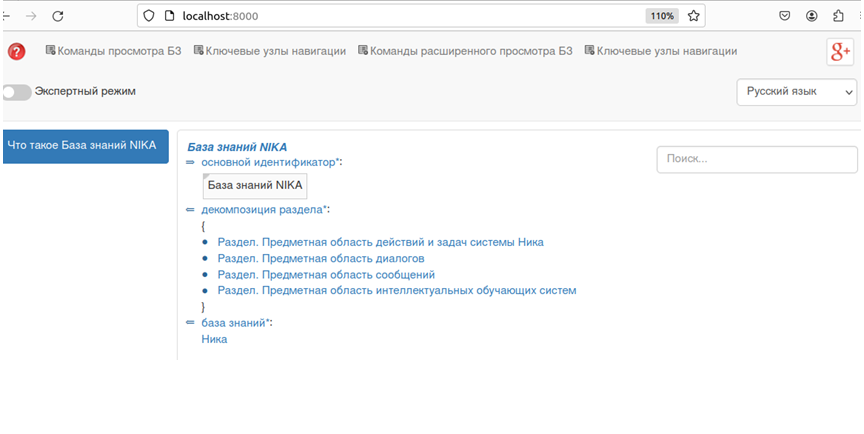 localhost:8000
110%
Команды просмотра БЗ Ключевые узлы навигации Команды расширенного просмотра БЗ Ключевые узлы навигации
g+
Экспертный режим
Русский язык
Что такое База знаний NIKA
База знаний NIKA
Поиск...
⇒ основной идентификатор*:
База знаний NIKA
⇐ декомпозиция раздела*:
{
● Раздел. Предметная область действий и задач системы Ника
● Раздел. Предметная область диалогов
● Раздел. Предметная область сообщений
● Раздел. Предметная область интеллектуальных обучающих систем
}
⇐ база знаний*:
Ника